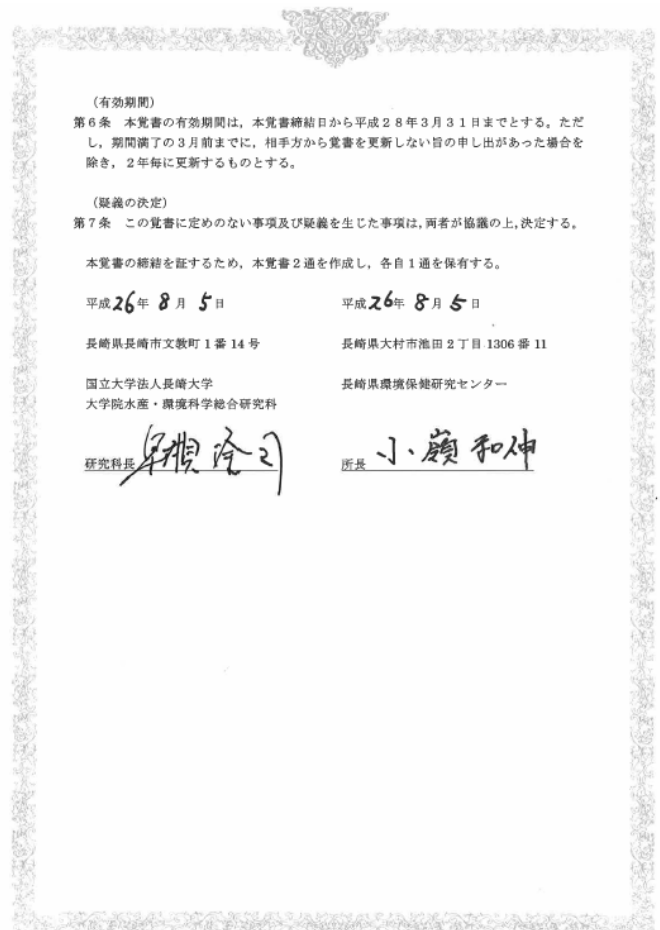 （有効期間）
第６条　本覚書の有効期間は，本覚書締結日から平成２８年３月３１日までとする。ただ
し，期間満了の３月前までに，相手方から覚書を更新しない旨の申し出があった場合を
除き，２年毎に更新するものとする。
（疑義の決定）
第７条　この覚書に定めのない事項及び疑義を生じた事項は，両者が協議の上，決定する。
本覚書の締結を証するため，本覚書２通を作成し，各自１通を保有する。
平成26年 8月 5日
平成26年 8月 5日
長崎県長崎市文教町１番14号
長崎県大村市池田２丁目1306番11
国立大学法人長崎大学
長崎県環境保健研究センター
大学院水産・環境科学総合研究科
研究科長
所長 小嶺和伸